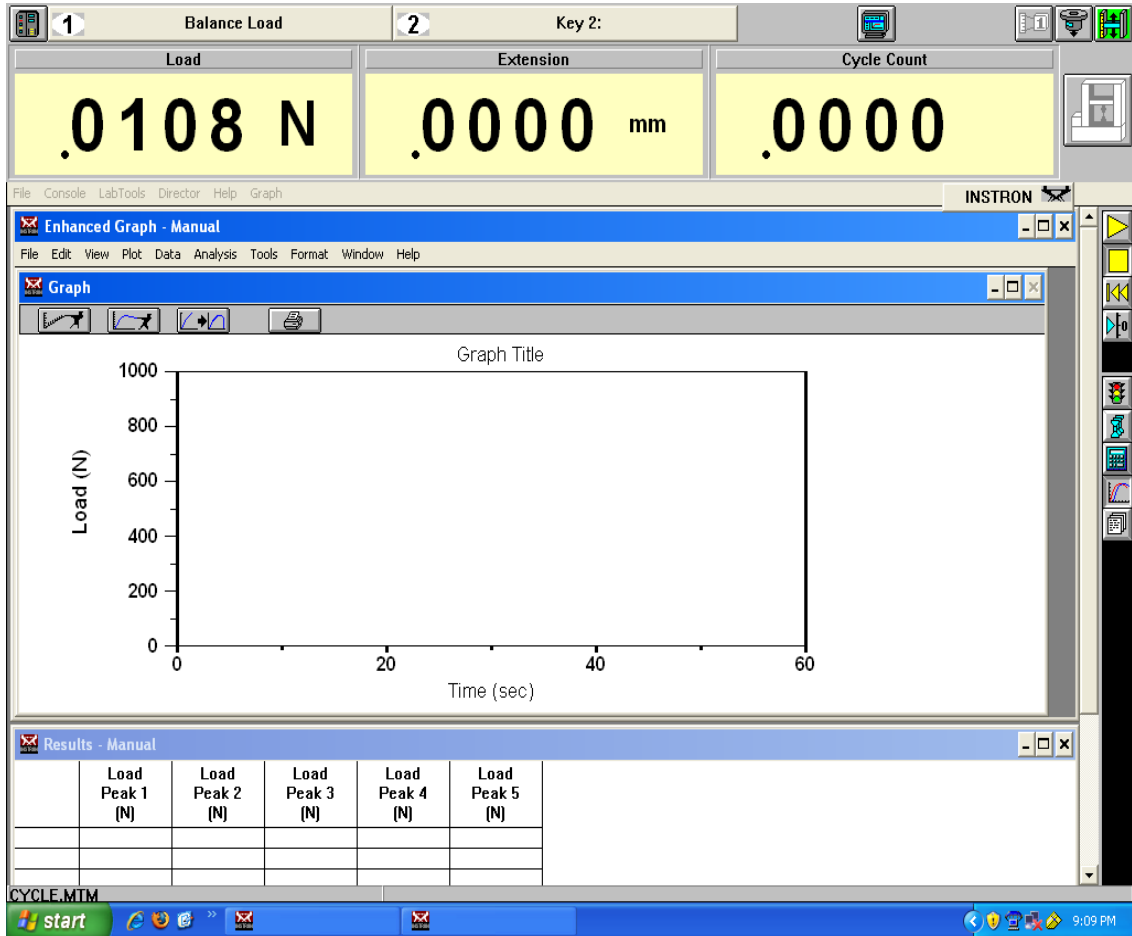 1 Balance Load 2 Key 2:
1
Load Extension Cycle Count
.0108 N .0000 mm .0000
File Console LabTools Director Help Graph
INSTRON
Enhanced Graph - Manual
File Edit View Plot Data Analysis Tools Format Window Help
Graph
Graph Title
1000
800
600
400
200
0
Load (N)
0 20 40 60
Time (sec)
Results - Manual
Load Load Load Load Load
Peak 1 Peak 2 Peak 3 Peak 4 Peak 5
(N) (N) (N) (N) (N)
CYCLE.MTM
start 9:09 PM